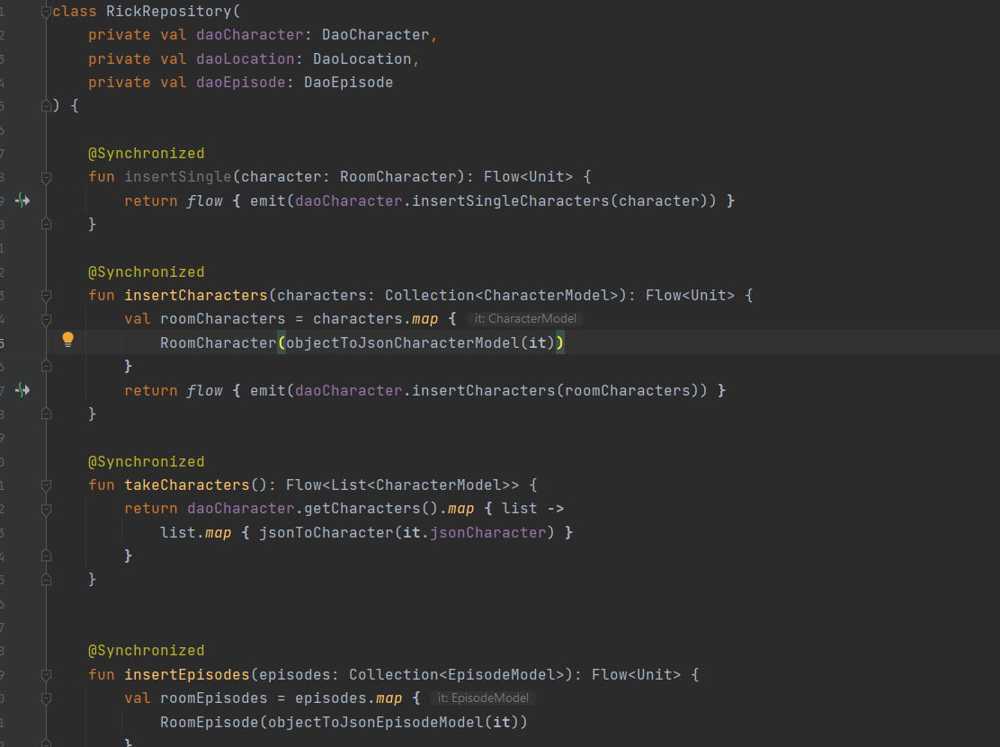 class RickRepository(
    private val daoCharacter: DaoCharacter,
    private val daoLocation: DaoLocation,
    private val daoEpisode: DaoEpisode
) {

    @Synchronized
    fun insertSingle(character: RoomCharacter): Flow<Unit> {
        return flow { emit(daoCharacter.insertSingleCharacters(character)) }
    }

    @Synchronized
    fun insertCharacters(characters: Collection<CharacterModel>): Flow<Unit> {
        val roomCharacters = characters.map { it: CharacterModel
            RoomCharacter(objectToJsonCharacterModel(it))
        }
        return flow { emit(daoCharacter.insertCharacters(roomCharacters)) }
    }

    @Synchronized
    fun takeCharacters(): Flow<List<CharacterModel>> {
        return daoCharacter.getCharacters().map { list ->
            list.map { jsonToCharacter(it.jsonCharacter) }
        }
    }

    @Synchronized
    fun insertEpisodes(episodes: Collection<EpisodeModel>): Flow<Unit> {
        val roomEpisodes = episodes.map { it: EpisodeModel
            RoomEpisode(objectToJsonEpisodeModel(it))
        }